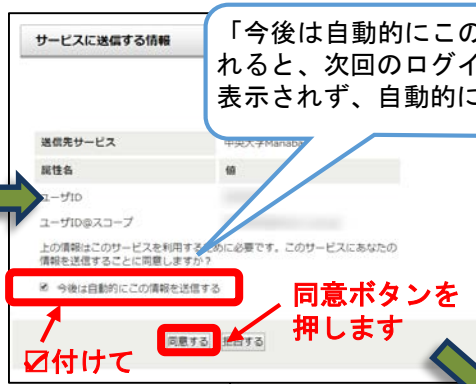 サービスに送信する情報
「今後は自動的にこの
れると、次回のログイ
表示されず、自動的に
送信先サービス
中央大学Manaba
属性名 値
ユーザID
ユーザID@スコープ
上の情報はこのサービスを利用するために必要です。このサービスにあなたの
情報を送信することに同意しますか？
☑ 今後は自動的にこの情報を送信する
同意ボタンを
押します
同意する 拒否する
☑付けて